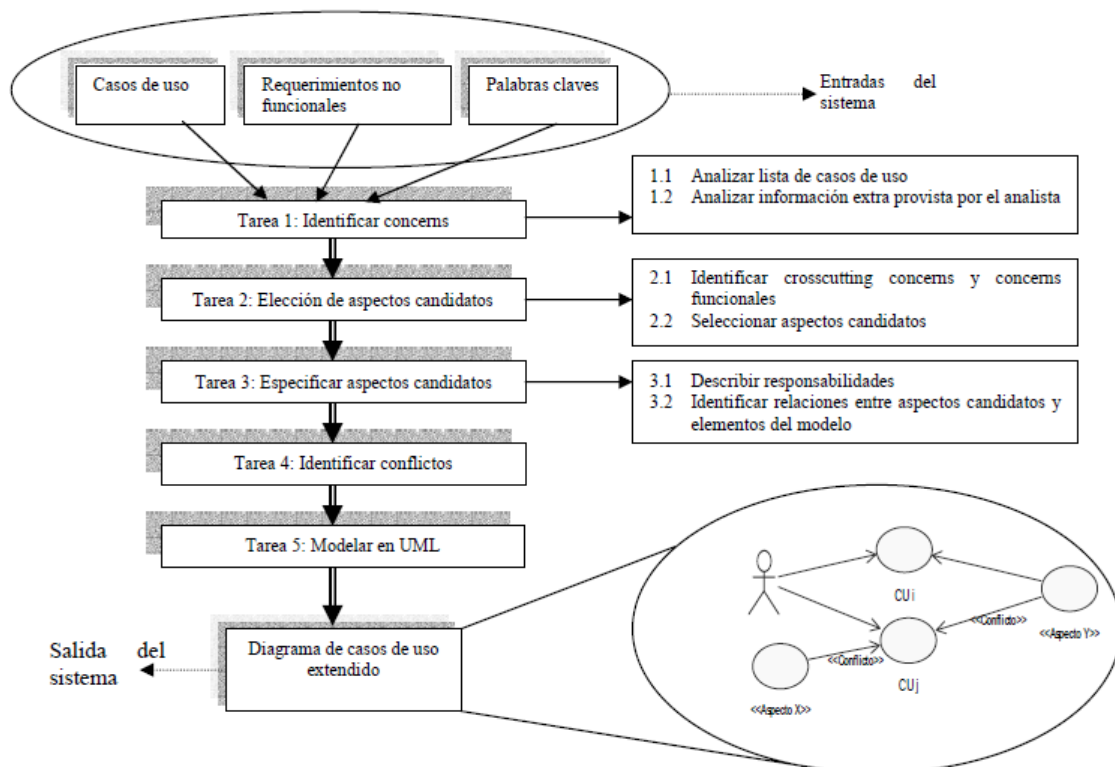 Casos de uso
Requerimientos no
funcionales
Palabras claves
Entradas del
sistema
Tarea 1: Identificar concerns
1.1 Analizar lista de casos de uso
1.2 Analizar información extra provista por el analista
Tarea 2: Elección de aspectos candidatos
2.1 Identificar crosscutting concerns y concerns
funcionales
2.2 Seleccionar aspectos candidatos
Tarea 3: Especificar aspectos candidatos
3.1 Describir responsabilidades
3.2 Identificar relaciones entre aspectos candidatos y
elementos del modelo
Tarea 4: Identificar conflictos
Tarea 5: Modelar en UML
Diagrama de casos de uso
extendido
Salida del
sistema
CUi
<<Conflicto>>
<<Aspecto Y>>
<<Conflicto>>
CUj
<<Aspecto X>>